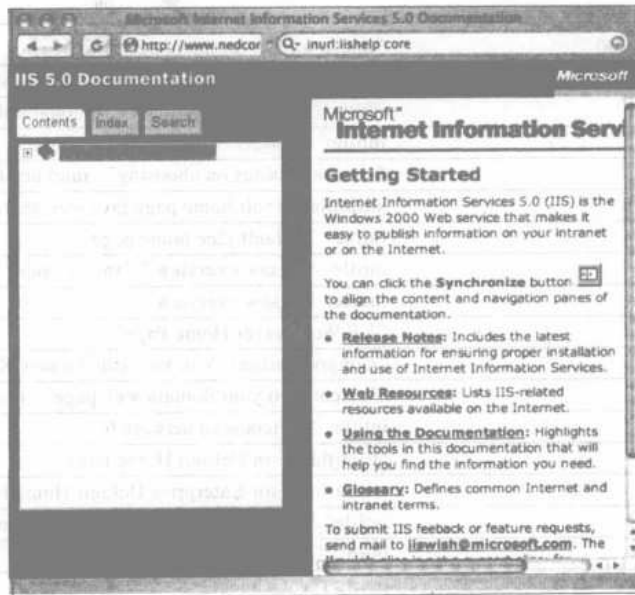 Microsoft Internet Information Services 5.0 Documentation
http://www.nedcor
inurl:iishelp core
IIS 5.0 Documentation
Microsoft
Contents
Index
Search
Microsoft
Internet Information Servi
Getting Started
Internet Information Services 5.0 (IIS) is the
Windows 2000 Web service that makes it
easy to publish information on your intranet
or on the Internet.
You can click the Synchronize button
to align the content and navigation panes of
the documentation.
Release Notes: Includes the latest
information for ensuring proper installation
and use of Internet Information Services.
Web Resources: Lists IIS-related
resources available on the Internet.
Using the Documentation: Highlights
the tools in this documentation that will
help you find the information you need.
Glossary: Defines common Internet and
intranet terms.
To submit IIS feeback or feature requests,
send mail to iiswish@microsoft.com. The